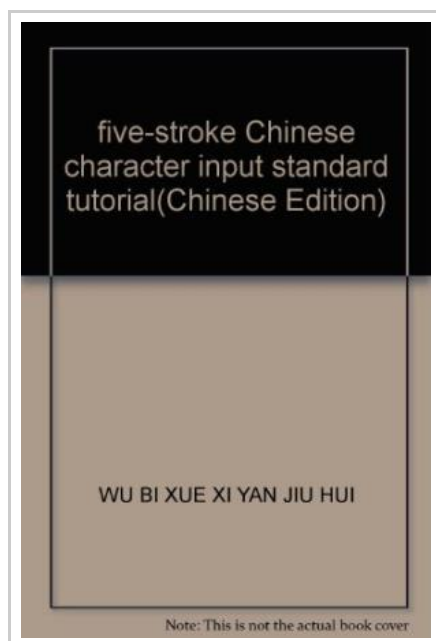 five-stroke Chinese
character input standard
tutorial(Chinese Edition)
WU BI XUE XI YAN JIU HUI
Note: This is not the actual book cover